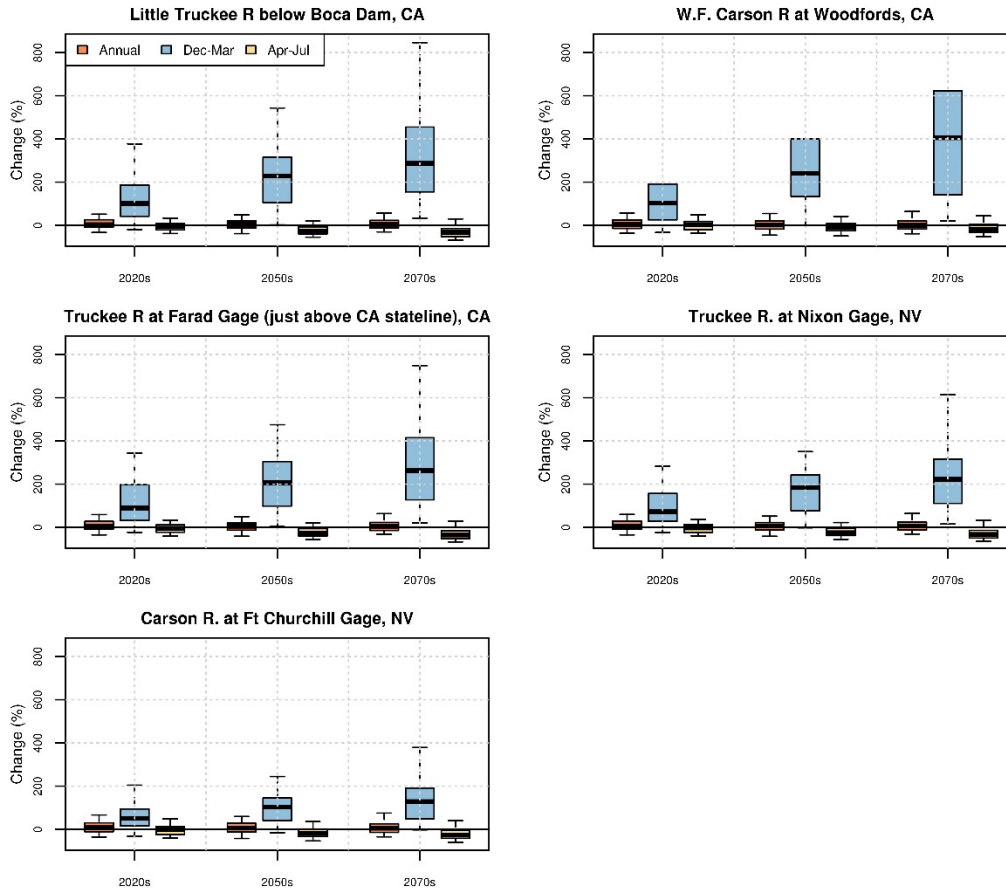 Little Truckee R below Boca Dam, CA
Annual Dec-Mar Apr-Jul
Change (%)
800
600
400
200
0
2020s 2050s 2070s
W.F. Carson R at Woodfords, CA
Change (%)
800
600
400
200
0
2020s 2050s 2070s
Truckee R at Farad Gage (just above CA stateline), CA
Change (%)
800
600
400
200
0
2020s 2050s 2070s
Truckee R. at Nixon Gage, NV
Change (%)
800
600
400
200
0
2020s 2050s 2070s
Carson R. at Ft Churchill Gage, NV
Change (%)
800
600
400
200
0
2020s 2050s 2070s